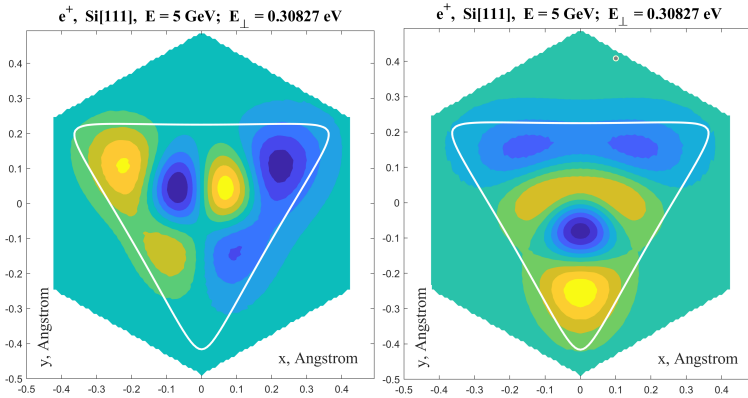 e+, Si[111], E = 5 GeV; E⊥ = 0.30827 eV
0.4
0.3
0.2
0.1
0
-0.1
-0.2
-0.3
-0.4
-0.5
y, Angstrom
x, Angstrom
-0.5 -0.4 -0.3 -0.2 -0.1 0 0.1 0.2 0.3 0.4
e+, Si[111], E = 5 GeV; E⊥ = 0.30827 eV
0.4
0.3
0.2
0.1
0
-0.1
-0.2
-0.3
-0.4
-0.5
y, Angstrom
x, Angstrom
-0.5 -0.4 -0.3 -0.2 -0.1 0 0.1 0.2 0.3 0.4